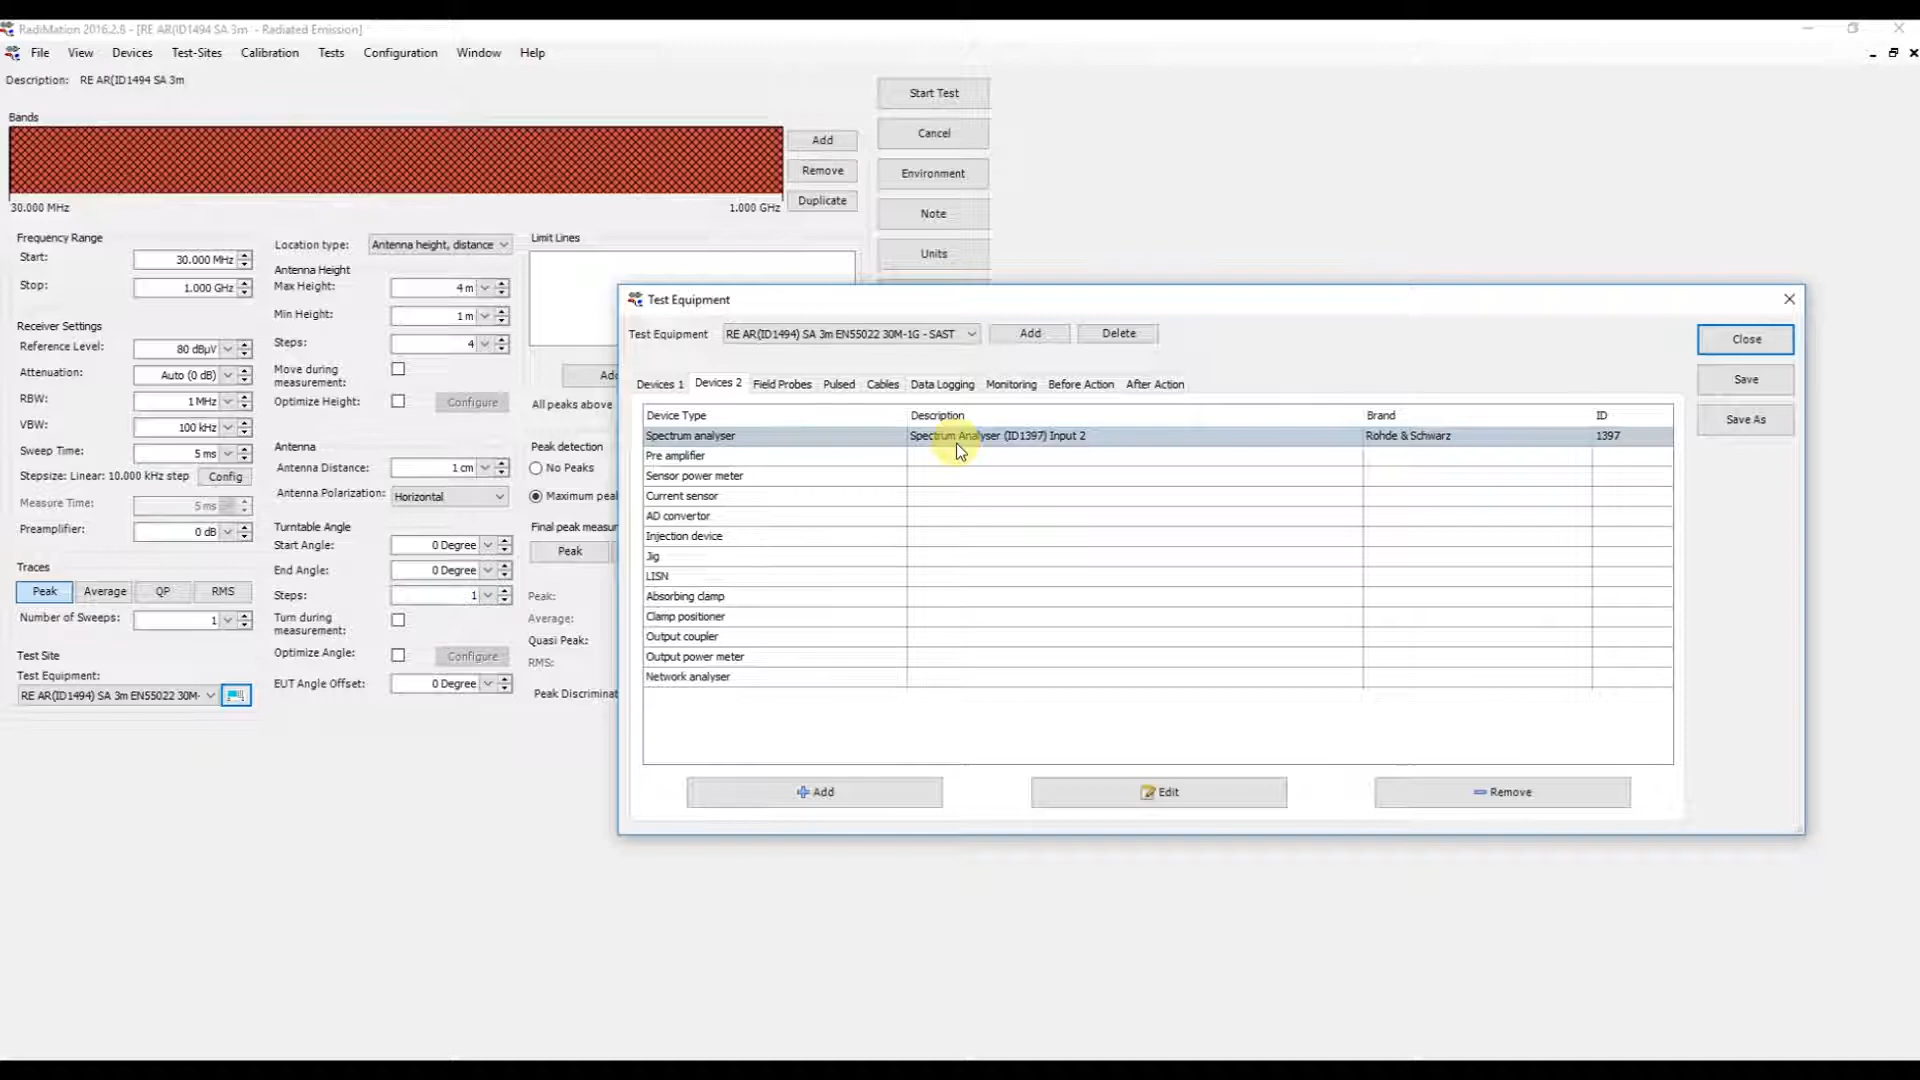 RadiMation 2016.2.8 - [RE AR(ID1494 SA 3m - Radiated Emission]
File View Devices Test-Sites Calibration Tests Configuration Window Help
Description: RE AR(ID1494 SA 3m
Bands
30.000 MHz 1.000 GHz
Add
Remove
Duplicate
Start Test
Cancel
Environment
Note
Units
Frequency Range
Start: 30.000 MHz
Stop: 1.000 GHz
Receiver Settings
Reference Level: 80 dBµV
Attenuation: Auto (0 dB)
RBW: 1 MHz
VBW: 100 kHz
Sweep Time: 5 ms
Stepsize: Linear: 10.000 kHz step Config
Measure Time: 5 ms
Preamplifier: 0 dB
Traces
Peak Average QP RMS
Number of Sweeps: 1
Test Site
Test Equipment:
RE AR(ID1494) SA 3m EN55022 30M-
Location type: Antenna height, distance
Antenna Height
Max Height: 4 m
Min Height: 1 m
Steps: 4
Move during
measurement:
Optimize Height: Configure
Antenna
Antenna Distance: 1 cm
Antenna Polarization: Horizontal
Turntable Angle
Start Angle: 0 Degree
End Angle: 0 Degree
Steps: 1
Turn during
measurement:
Optimize Angle: Configure
EUT Angle Offset: 0 Degree
Limit Lines
All peaks above
Peak detection
No Peaks
Maximum
Final peak
Peak
Peak:
Average:
Quasi Peak:
RMS:
Peak
Test Equipment
Test Equipment RE AR(ID1494) SA 3m EN55022 30M-1G - SAST Add Delete
Close
Save
Save As
Devices 1 Devices 2 Field Probes Pulsed Cables Data Logging Monitoring Before Action After Action
Device Type Description Brand ID
Spectrum analyser Spectrum Analyser (ID1397) Input 2 Rohde & Schwarz 1397
Pre amplifier
Sensor power meter
Current sensor
AD convertor
Injection device
Jig
LISN
Absorbing clamp
Clamp positioner
Output coupler
Output power meter
Network analyser
Add Edit Remove